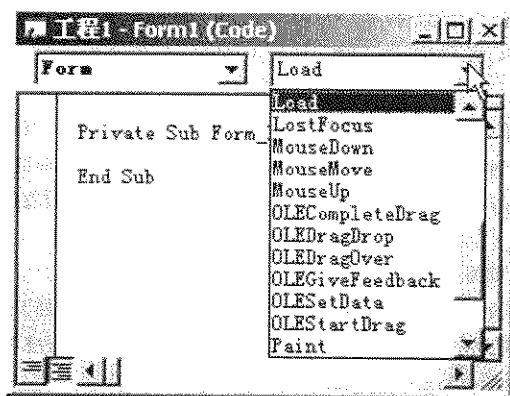 工程1 - Form1 (Code)
Form
Load
Private Sub Form_
End Sub
Load
LostFocus
MouseDown
MouseMove
MouseUp
OLECompleteDrag
OLEDragDrop
OLEDragOver
OLEGiveFeedback
OLESetData
OLEStartDrag
Paint